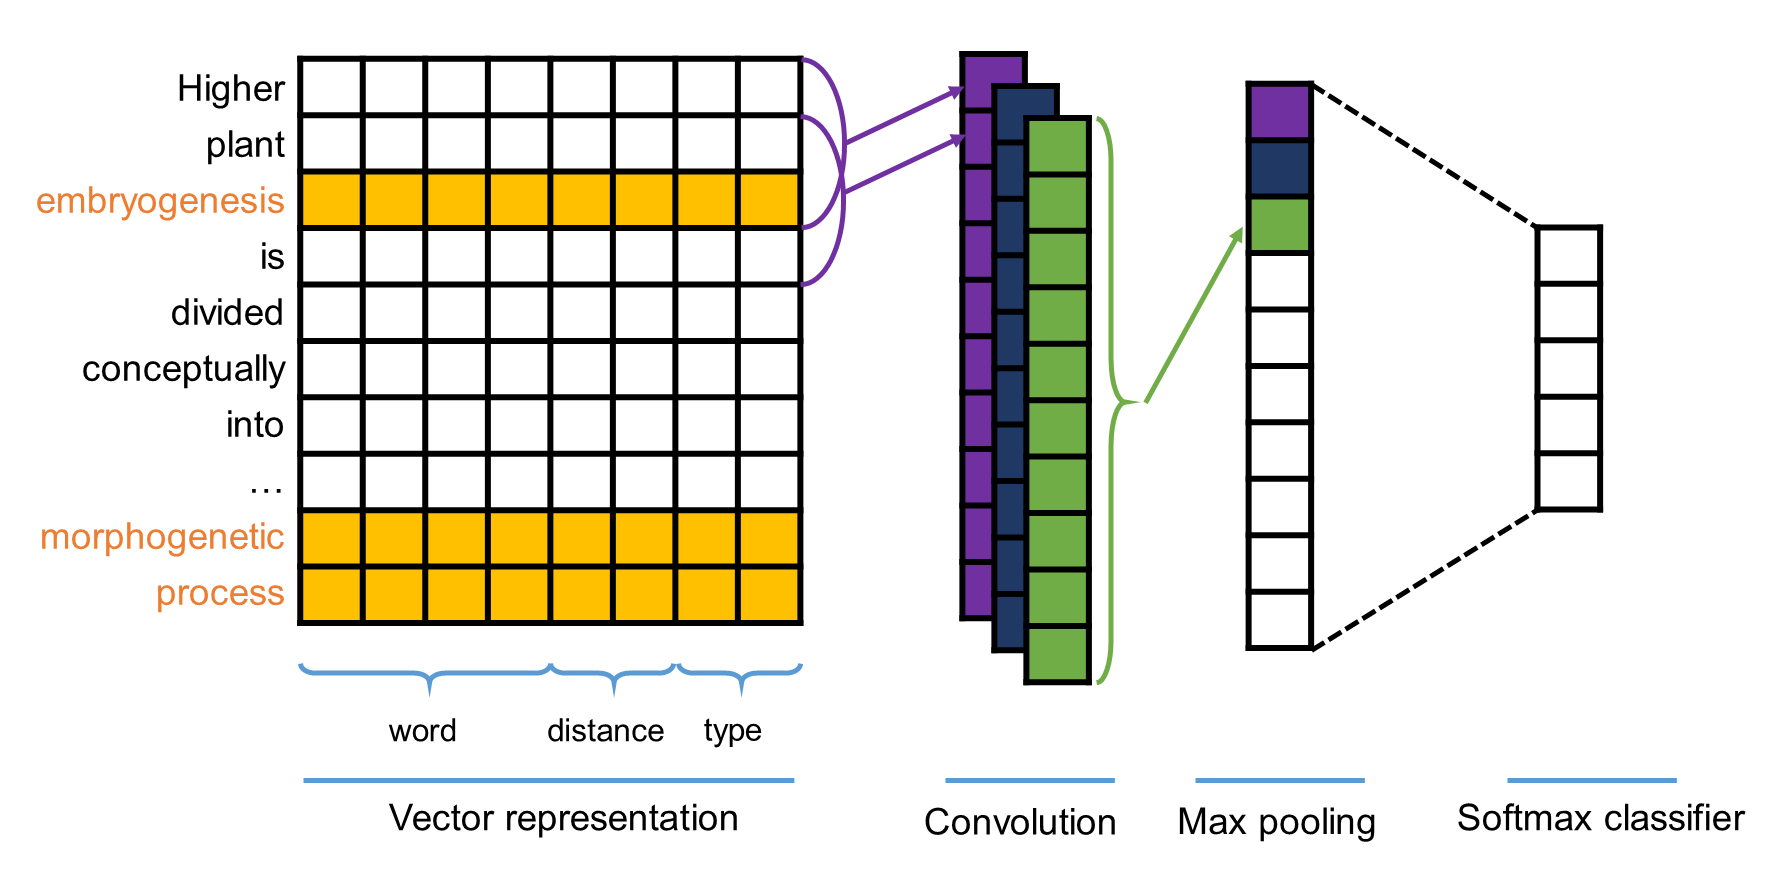 Higher
plant
embryogenesis
is
divided
conceptually
into
...
morphogenetic
process
word distance type
Vector representation Convolution Max pooling Softmax classifier